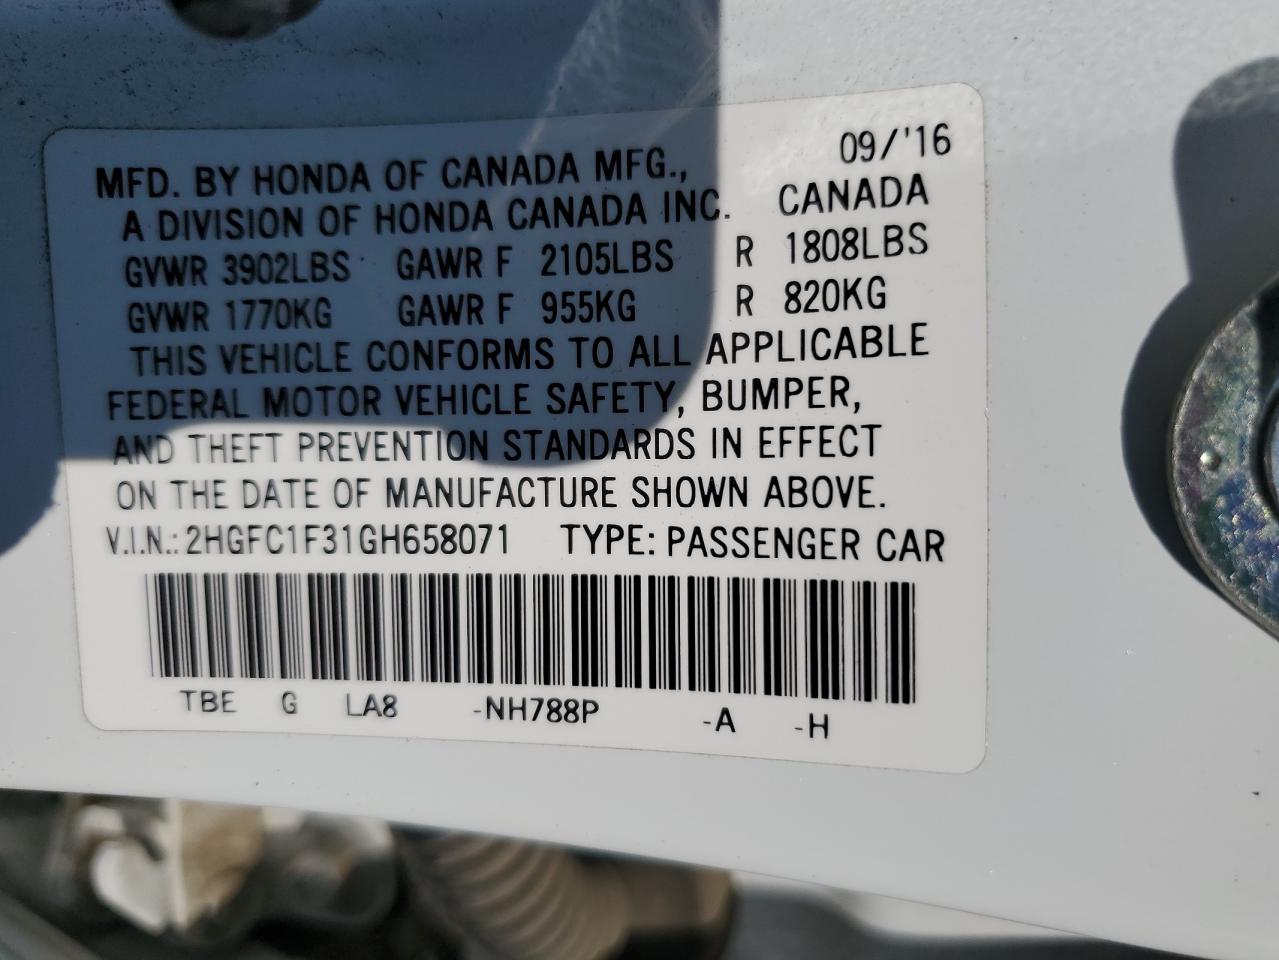 09/'16
MFD. BY HONDA OF CANADA MFG.,
A DIVISION OF HONDA CANADA INC. CANADA
GVWR 3902LBS GAWR F 2105LBS R 1808LBS
GVWR 1770KG GAWR F 955KG R 820KG
THIS VEHICLE CONFORMS TO ALL APPLICABLE
FEDERAL MOTOR VEHICLE SAFETY, BUMPER,
AND THEFT PREVENTION STANDARDS IN EFFECT
ON THE DATE OF MANUFACTURE SHOWN ABOVE.
V.I.N.: 2HGFC1F31GH658071 TYPE: PASSENGER CAR
TBE G LA8 -NH788P -A -H